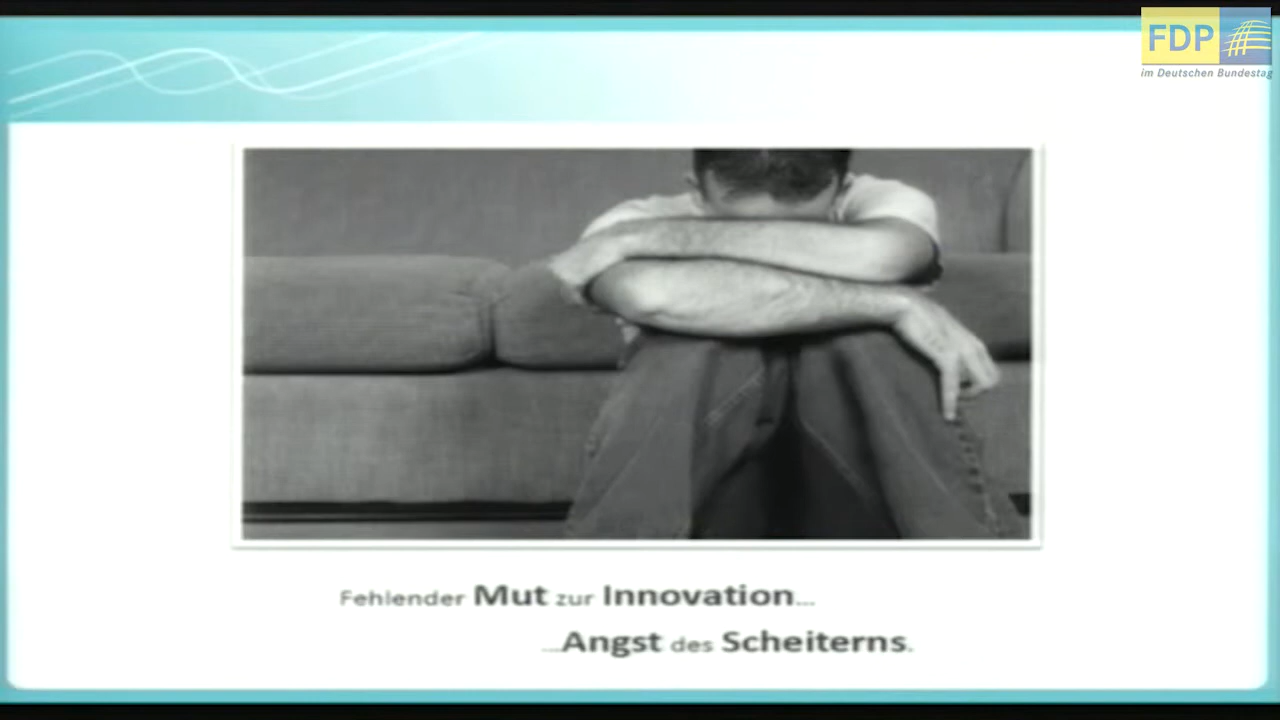 FDP
im Deutschen Bundestag
Fehlender Mut zur Innovation...
...Angst des Scheiterns.